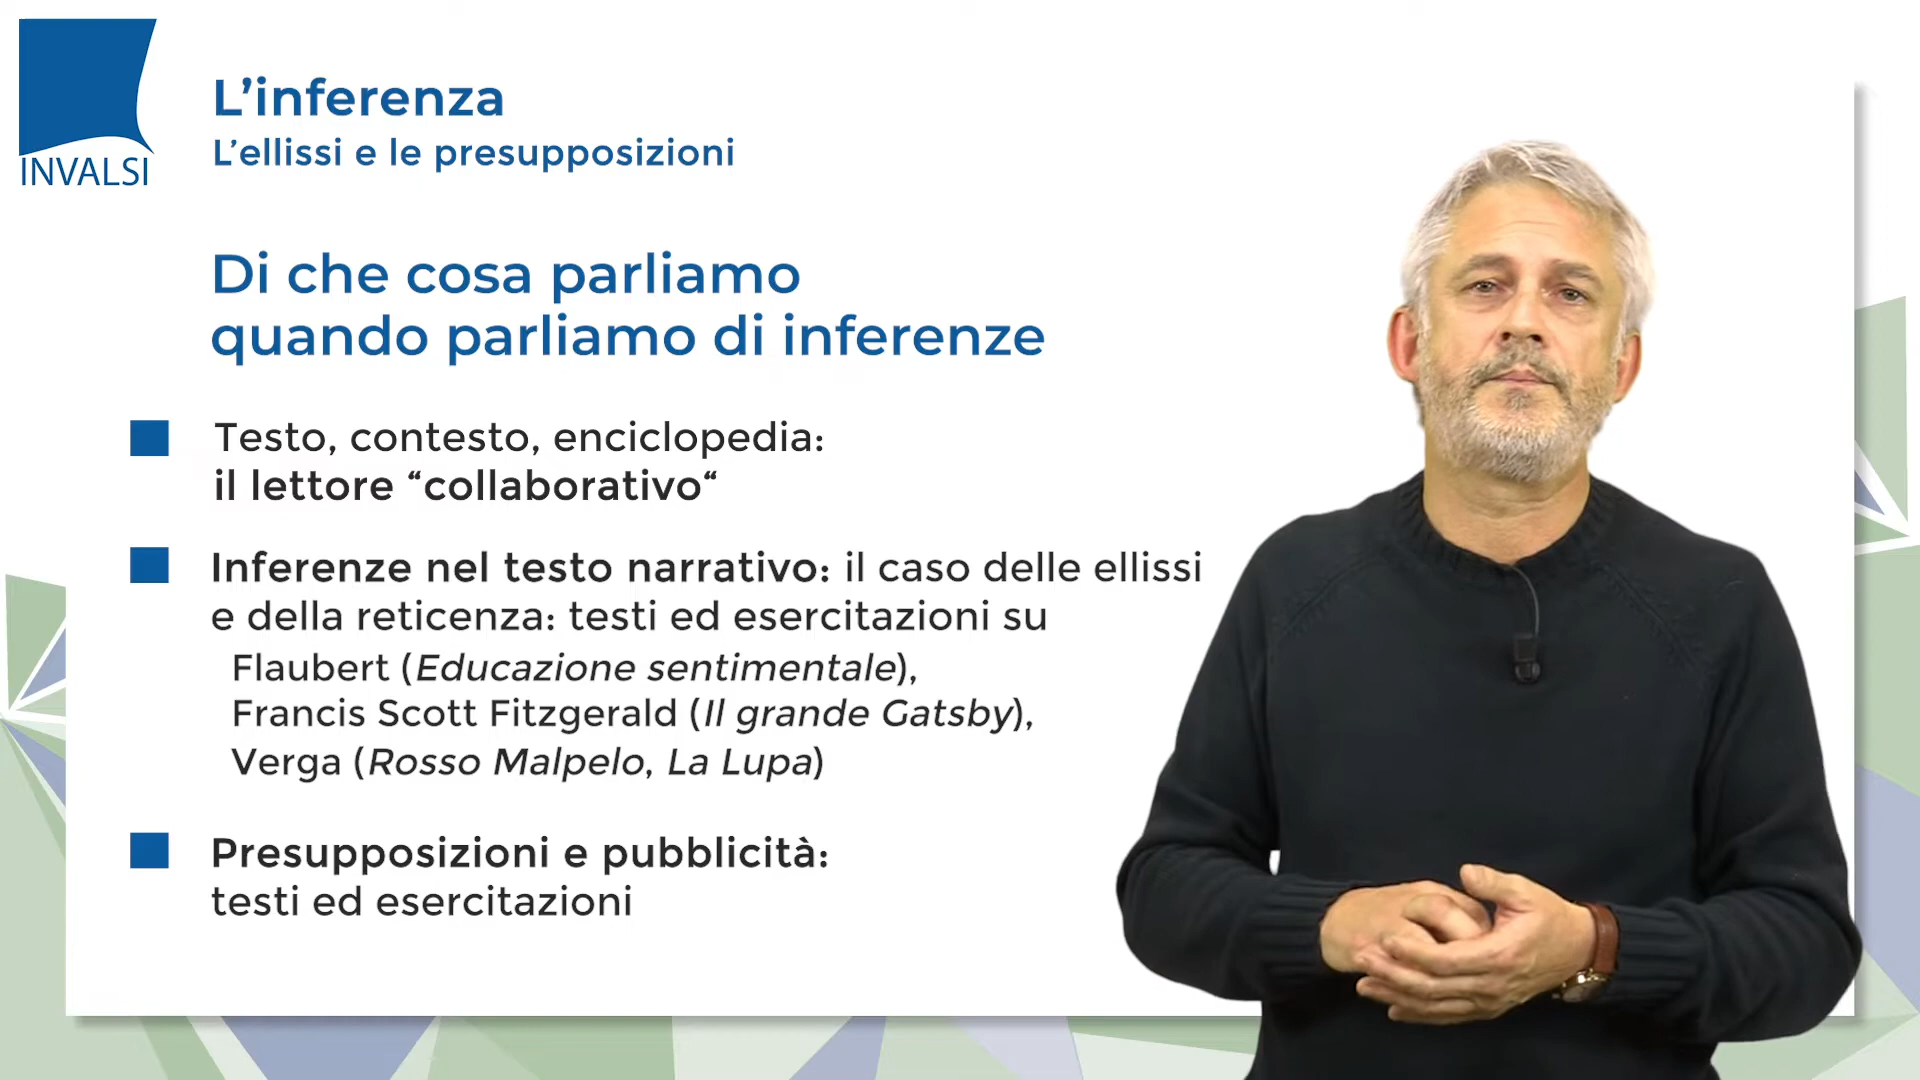 INVALSI
L’inferenza
L’ellissi e le presupposizioni
Di che cosa parliamo
quando parliamo di inferenze
Testo, contesto, enciclopedia:
il lettore “collaborativo“
Inferenze nel testo narrativo: il caso delle ellissi
e della reticenza: testi ed esercitazioni su
Flaubert (Educazione sentimentale),
Francis Scott Fitzgerald (Il grande Gatsby),
Verga (Rosso Malpelo, La Lupa)
Presupposizioni e pubblicità:
testi ed esercitazioni